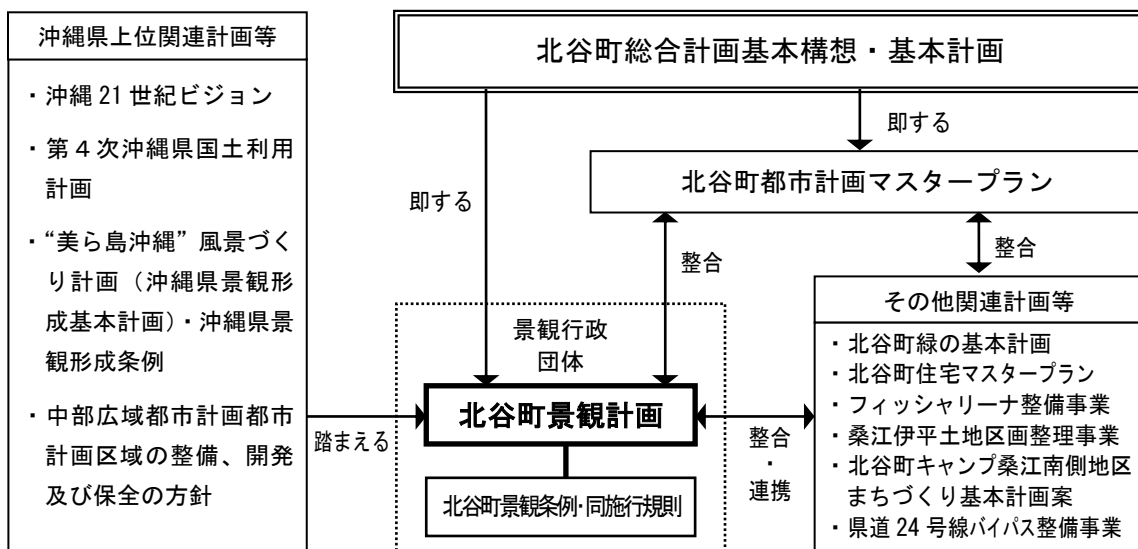 沖縄県上位関連計画等
・沖縄21世紀ビジョン
・第４次沖縄県国土利用
計画
・“美ら島沖縄”風景づく
り計画（沖縄県景観形
成基本計画）・沖縄県景
観形成条例
・中部広域都市計画都市
計画区域の整備、開発
及び保全の方針
北谷町総合計画基本構想・基本計画
即する
即する
北谷町都市計画マスタープラン
整合
整合
景観行政
団体
北谷町景観計画
北谷町景観条例・同施行規則
踏まえる
整合
・
連携
その他関連計画等
・北谷町緑の基本計画
・北谷町住宅マスタープラン
・フィッシャリーナ整備事業
・桑江伊平土地区画整理事業
・北谷町キャンプ桑江南側地区
まちづくり基本計画案
・県道24号線バイパス整備事業